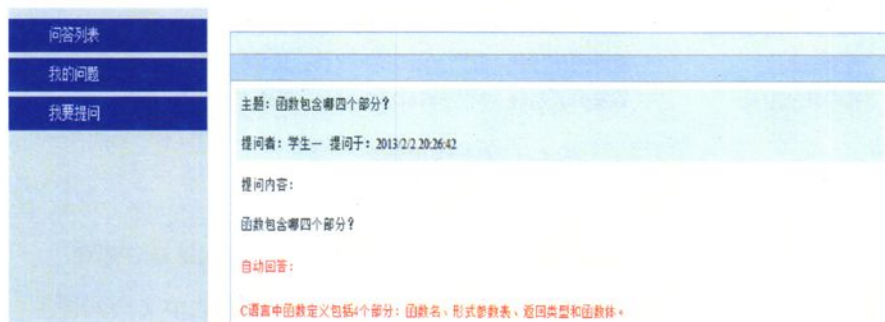 问答列表
我的问题
我要提问
主题：函数包含哪四个部分？
提问者：学生一 提问于：2013/2/2 20:26:42
提问内容：
函数包含哪四个部分？
自动回答：
C语言中函数定义包括4个部分：函数名、形式参数表、返回类型和函数体。